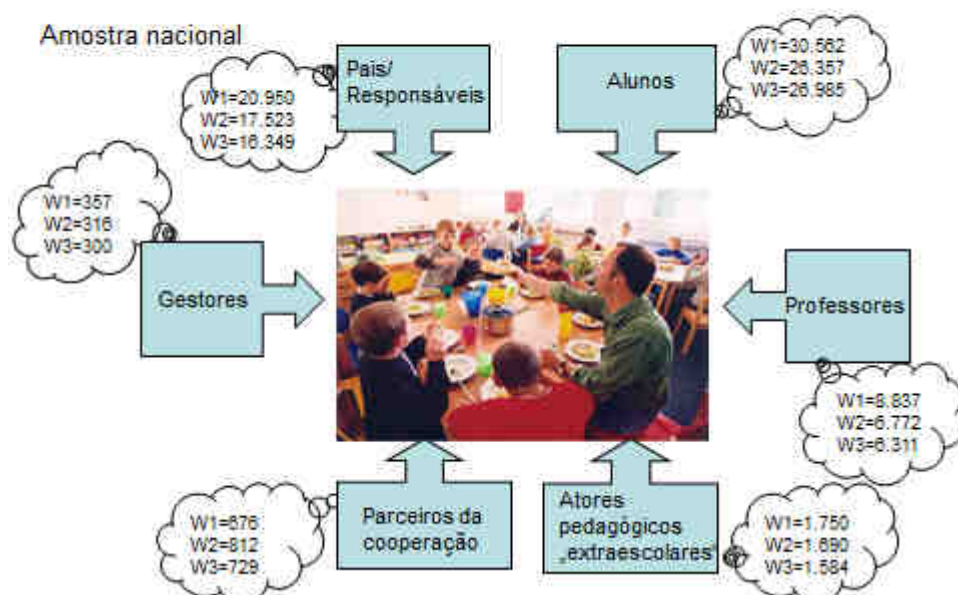 Amostra nacional
W1=20.950
W2=17.523
W3=16.349
Pais/
Responsáveis
Alunos
W1=30.562
W2=26.357
W3=26.985
W1=357
W2=316
W3=300
Gestores
Professores
W1=8.837
W2=6.772
W3=6.311
W1=676
W2=812
W3=729
Parceiros da
cooperação
Atores
pedagógicos
„extraescolares“
W1=1.750
W2=1.690
W3=1.584